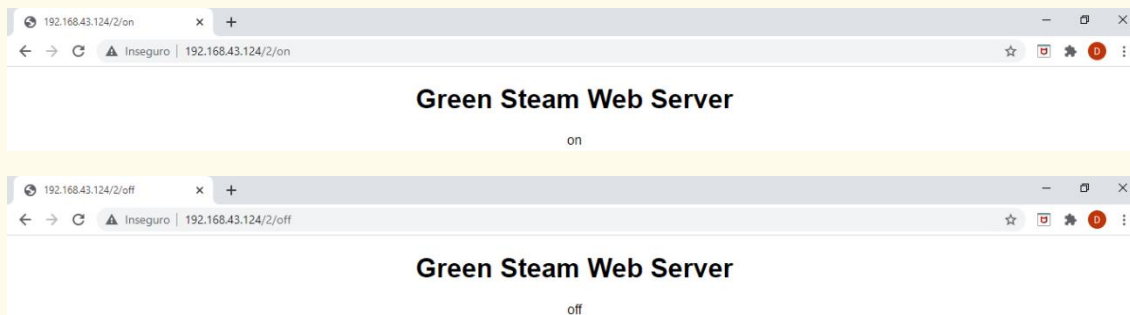 192.168.43.124/2/on
Inseguro | 192.168.43.124/2/on
D
Green Steam Web Server
on
192.168.43.124/2/off
Inseguro | 192.168.43.124/2/off
D
Green Steam Web Server
off